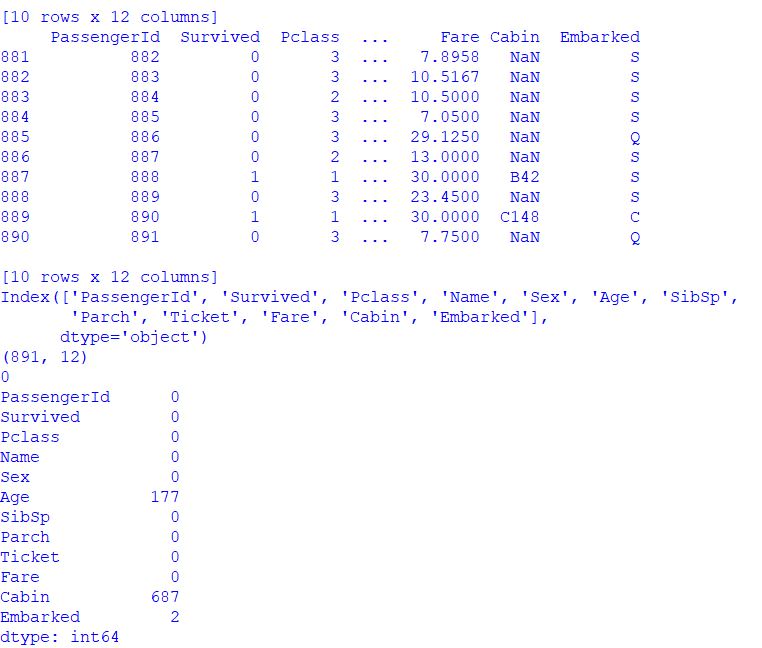 [10 rows x 12 columns]
     PassengerId  Survived  Pclass  ...     Fare Cabin  Embarked
881          882         0       3  ...   7.8958   NaN         S
882          883         0       3  ...  10.5167   NaN         S
883          884         0       2  ...  10.5000   NaN         S
884          885         0       3  ...   7.0500   NaN         S
885          886         0       3  ...  29.1250   NaN         Q
886          887         0       2  ...  13.0000   NaN         S
887          888         1       1  ...  30.0000   B42         S
888          889         0       3  ...  23.4500   NaN         S
889          890         1       1  ...  30.0000  C148         C
890          891         0       3  ...   7.7500   NaN         Q
[10 rows x 12 columns]
Index(['PassengerId', 'Survived', 'Pclass', 'Name', 'Sex', 'Age', 'SibSp',
       'Parch', 'Ticket', 'Fare', 'Cabin', 'Embarked'],
      dtype='object')
(891, 12)
0
PassengerId      0
Survived         0
Pclass           0
Name             0
Sex              0
Age            177
SibSp            0
Parch            0
Ticket           0
Fare             0
Cabin          687
Embarked         2
dtype: int64